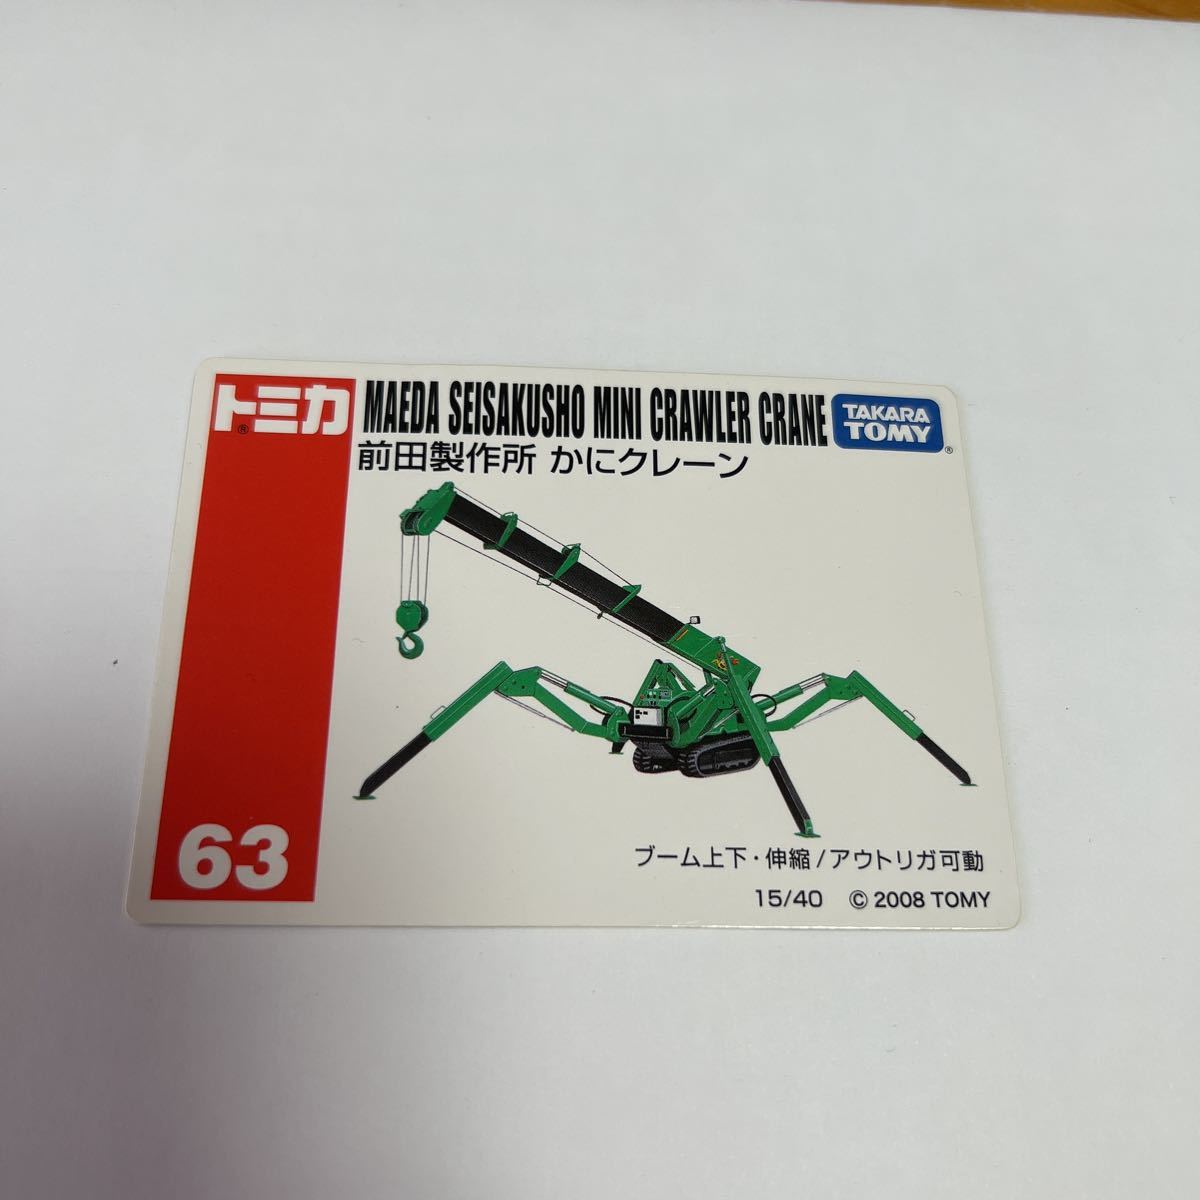 トミカ®
MAEDA SEISAKUSHO MINI CRAWLER CRANE
TAKARA TOMY®
前田製作所 かにクレーン
63
ブーム上下・伸縮/アウトリガ可動
15/40 © 2008 TOMY